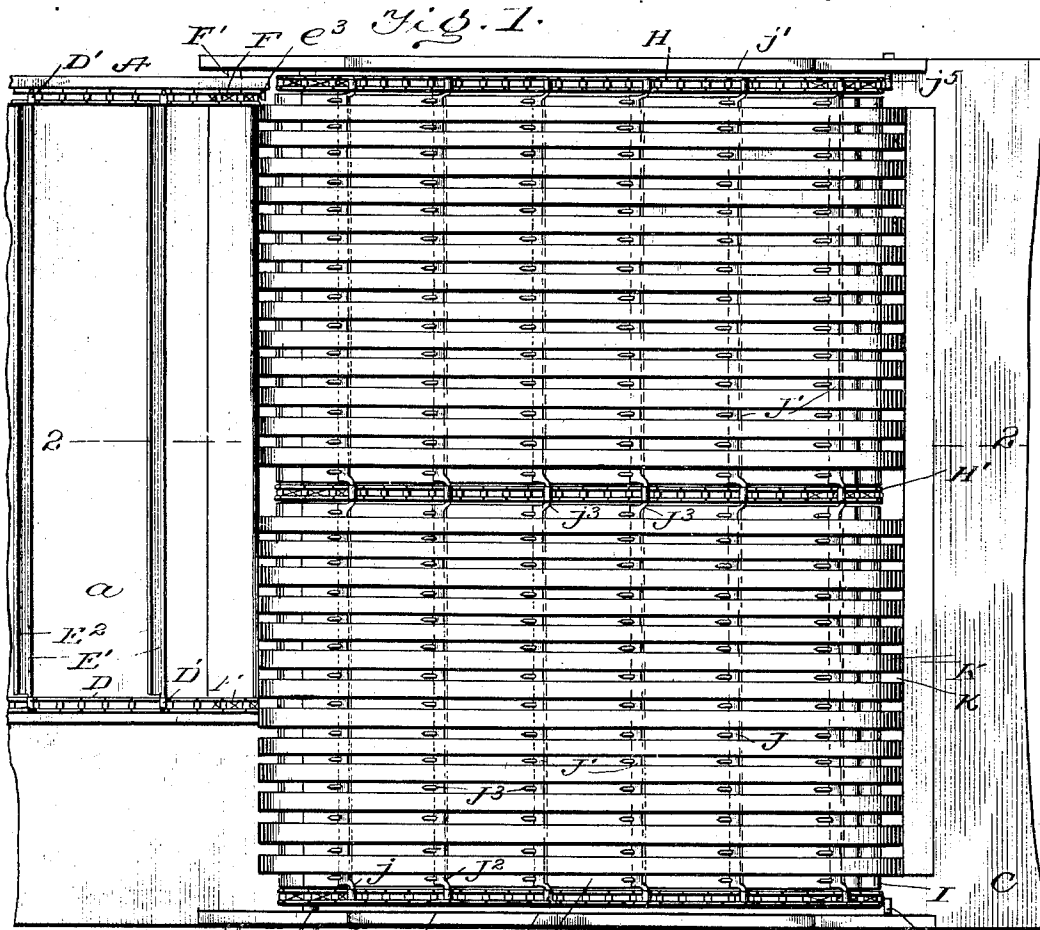 Fig. 1.
F' F e³ H j'
D' A j⁵
J'
2 2
H'
j³ J³
a
E²
E' K
D D' K
J
J'
J³
j J² I C